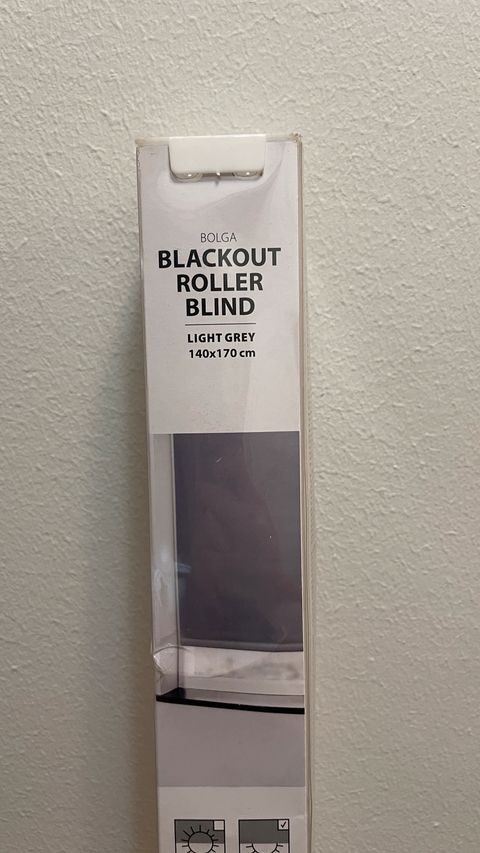 BOLGA
BLACKOUT
ROLLER
BLIND
LIGHT GREY
140x170 cm